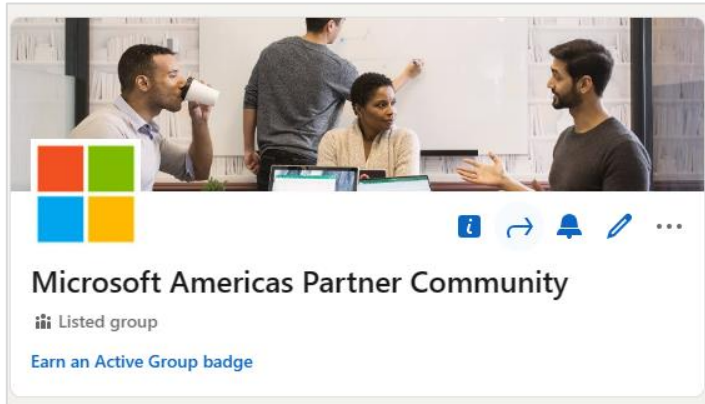 Microsoft Americas Partner Community
Listed group
Earn an Active Group badge